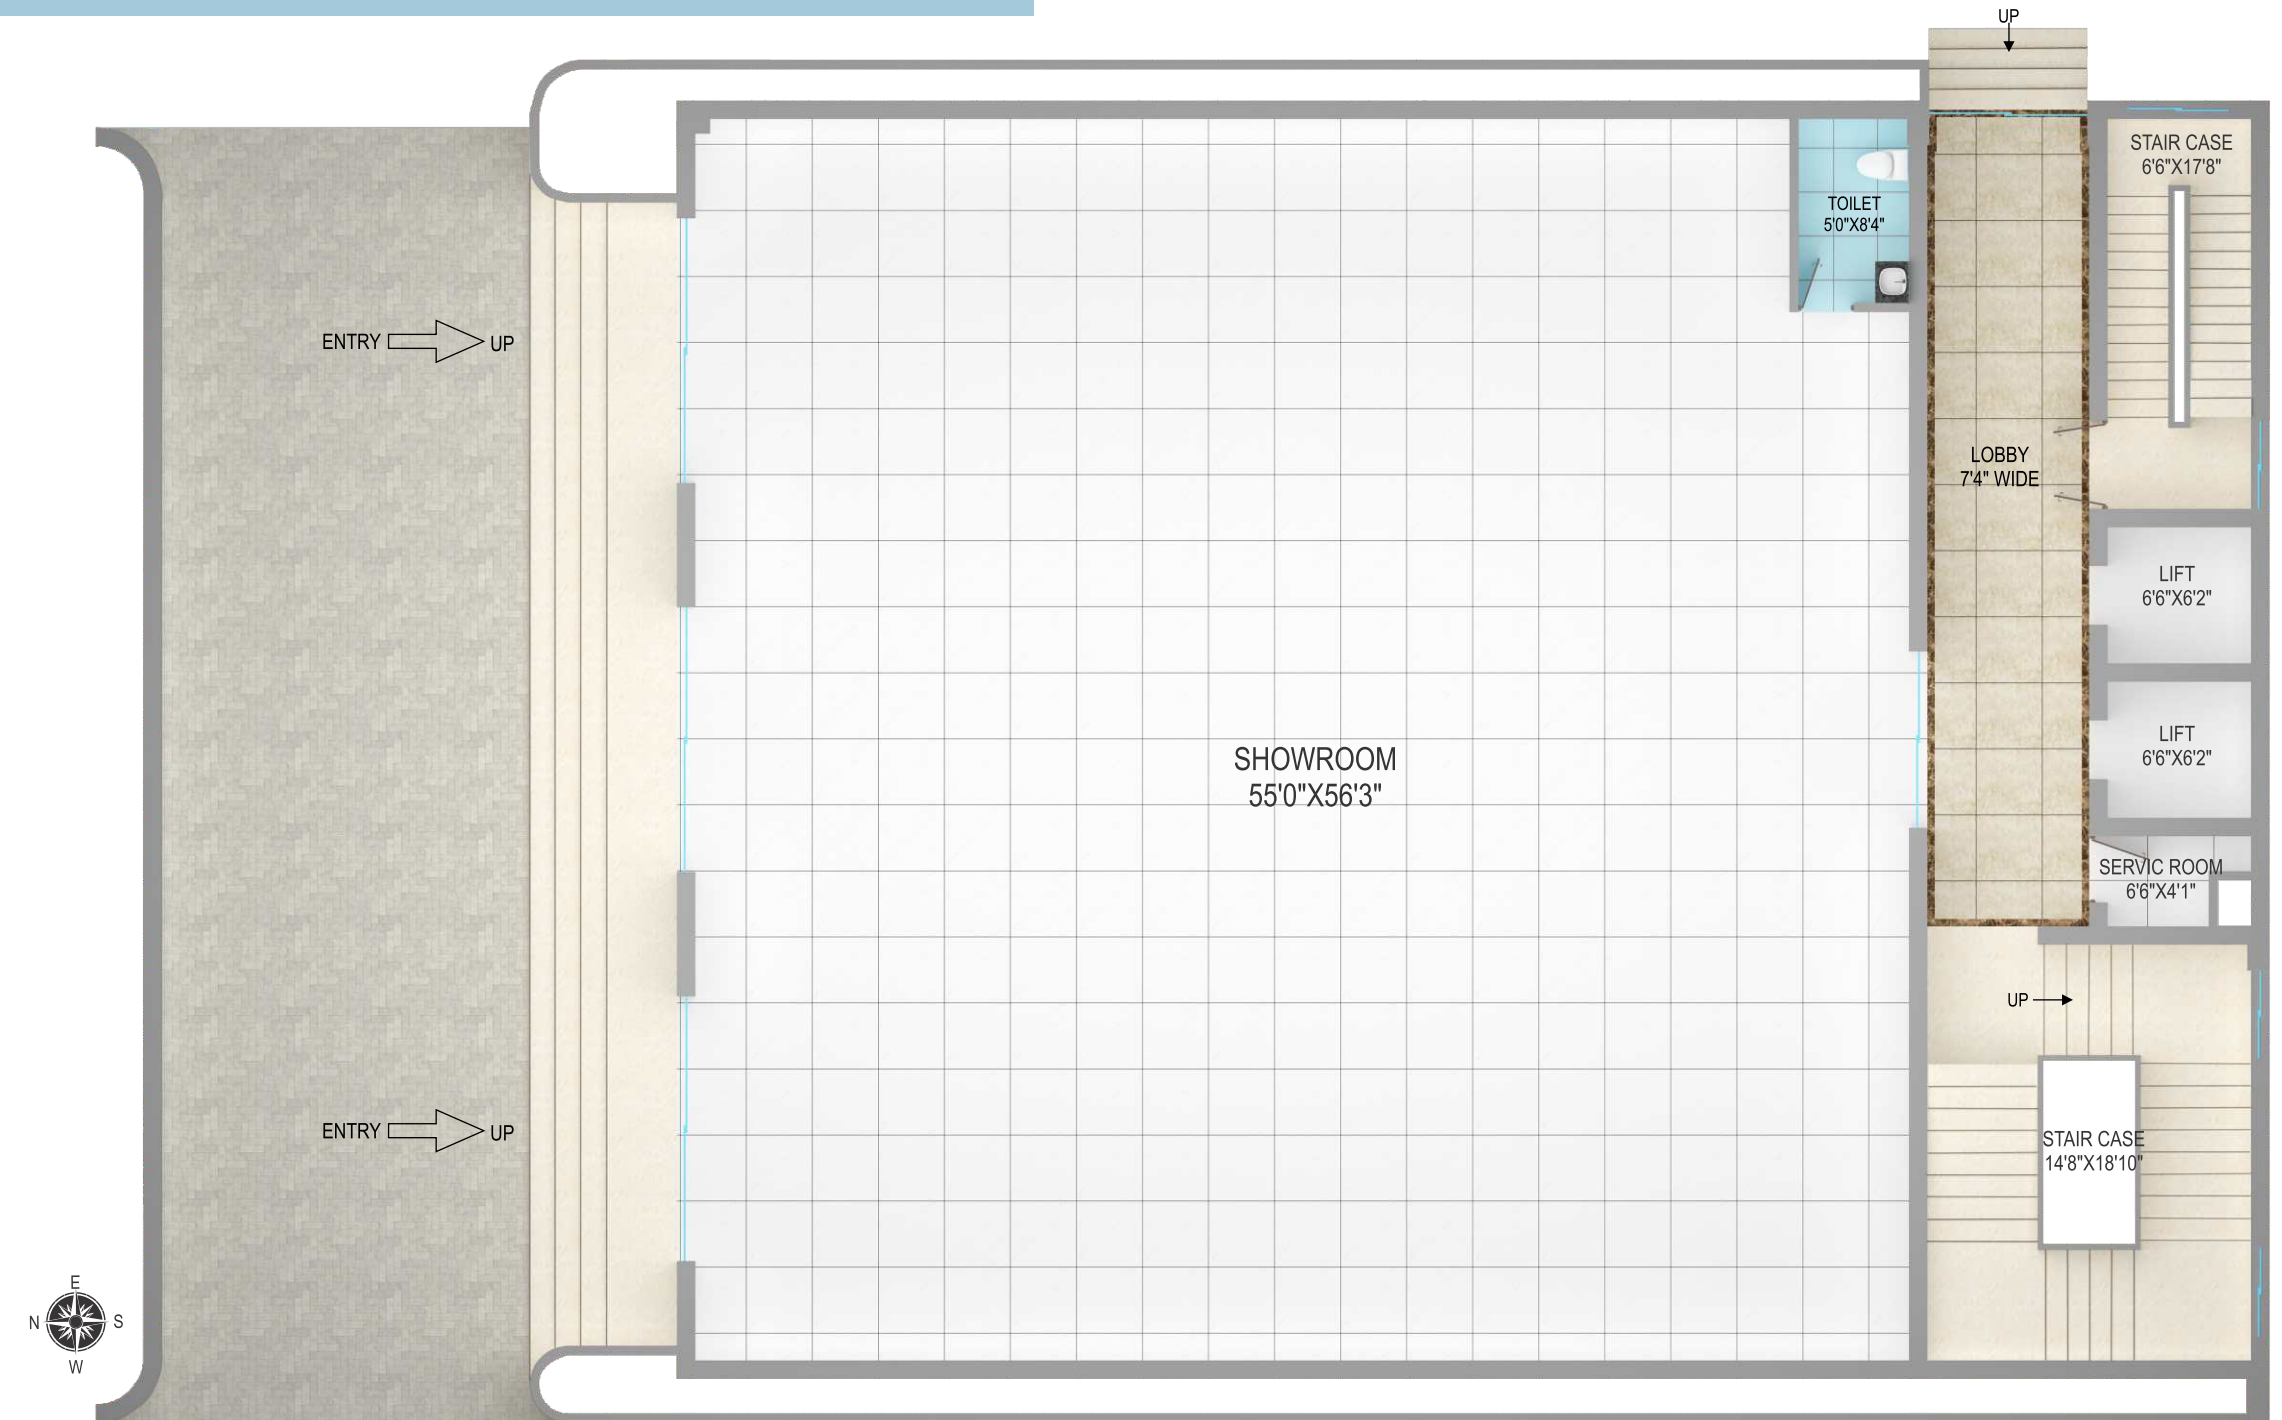 UP
STAIR CASE
6'6"X17'8"
TOILET
5'0"X8'4"
ENTRY
UP
LOBBY
7'4" WIDE
LIFT
6'6"X6'2"
LIFT
6'6"X6'2"
SHOWROOM
55'0"X56'3"
SERVIC ROOM
6'6"X4'1"
UP
ENTRY
UP
STAIR CASE
14'8"X18'10"
E
N
S
W